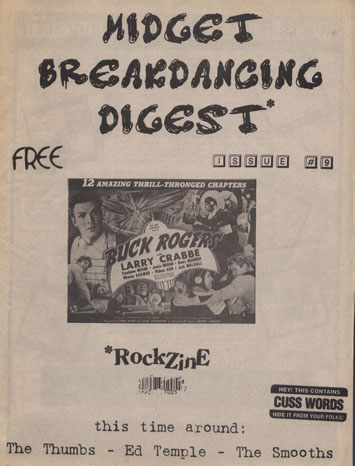 MIDGET
BREAKDANCING
DIGEST*
FREE
ISSUE #9
12 AMAZING THRILL-THRONGED CHAPTERS
BUCK ROGERS
LARRY CRABBE
*RockZinE
HEY! THIS CONTAINS
CUSS WORDS
HIDE IT FROM YOUR FOLKS!
this time around:
The Thumbs - Ed Temple - The Smooths